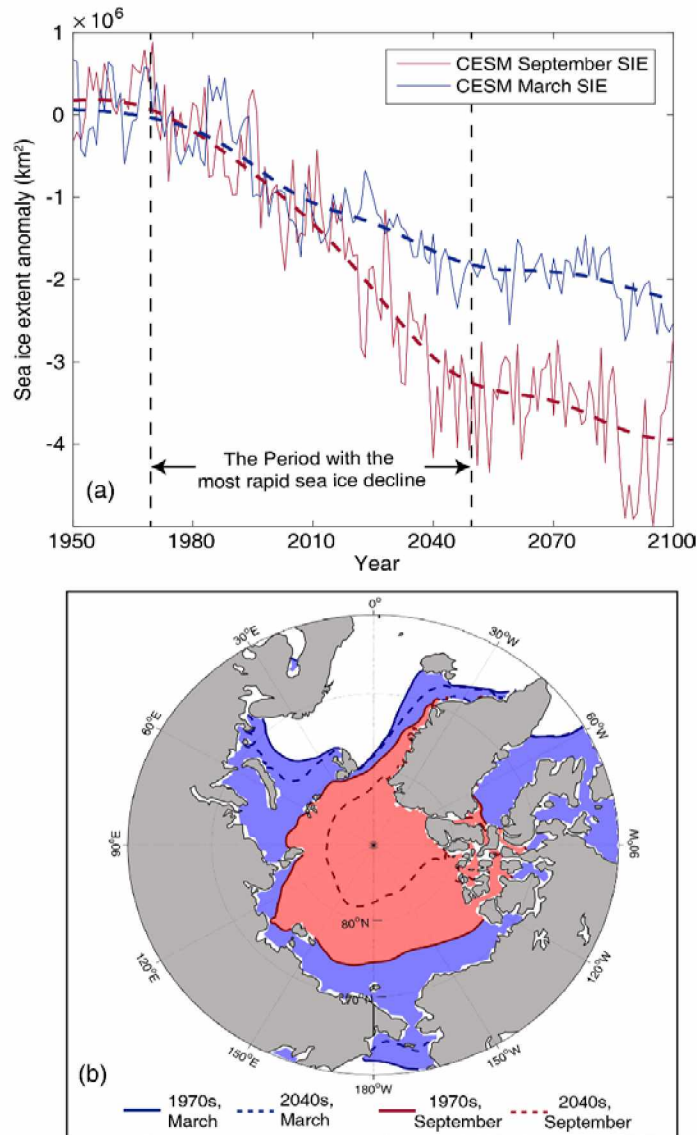 × 10⁶
1
0
-1
-2
-3
-4
Sea ice extent anomaly (km²)
CESM September SIE
CESM March SIE
The Period with the
most rapid sea ice decline
(a)
1950
1980
2010
2040
2070
2100
Year
0°
30°E
30°W
60°E
60°W
90°E
90°W
80°N
70°N
120°E
120°W
150°E
150°W
180°W
(b)
1970s,
March
2040s,
March
1970s,
September
2040s,
September